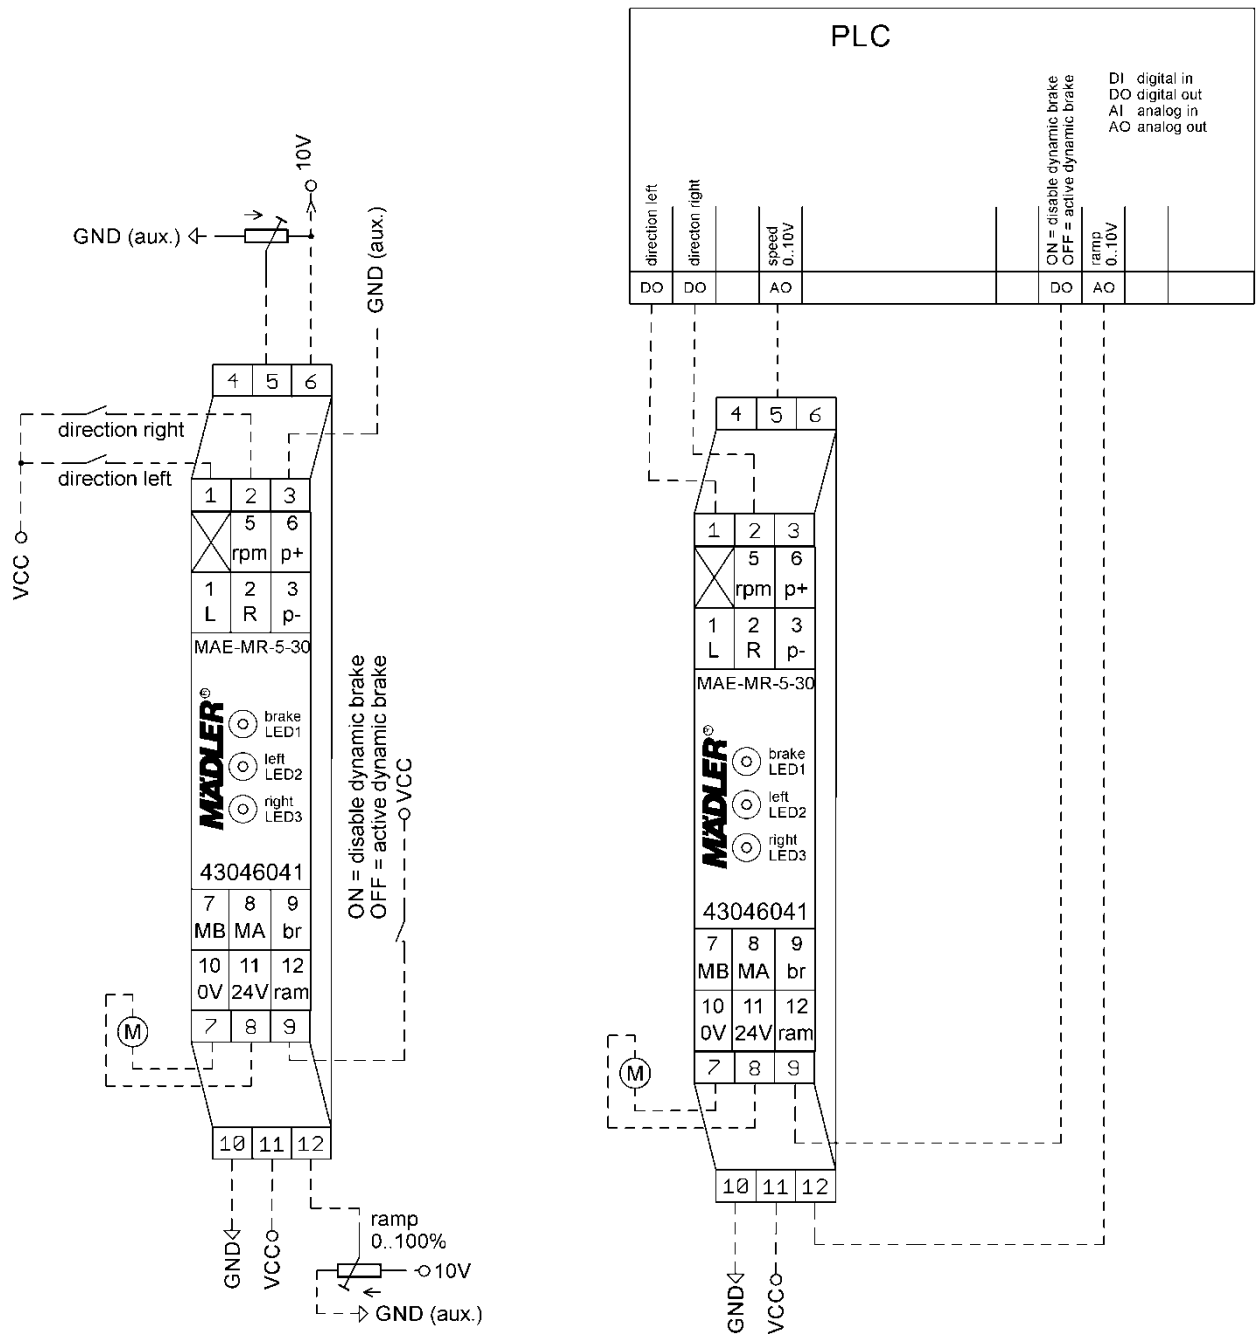 10V
GND (aux.)
GND (aux.)
4 5 6
direction right
direction left
VCC
1 2 3
5 6
rpm p+
1 2 3
L R p-
MAE-MR-5-30
MÄDLER®
brake
LED1
left
LED2
right
LED3
43046041
ON = disable dynamic brake
OFF = active dynamic brake
VCC
7 8 9
MB MA br
10 11 12
0V 24V ram
7 8 9
M
10 11 12
GND
VCC
ramp
0..100%
10V
GND (aux.)
PLC
DI digital in
DO digital out
AI analog in
AO analog out
direction left
directon right
speed
0..10V
ON = disable dynamic brake
OFF = active dynamic brake
ramp
0..10V
DO DO AO DO AO
4 5 6
1 2 3
5 6
rpm p+
1 2 3
L R p-
MAE-MR-5-30
MÄDLER®
brake
LED1
left
LED2
right
LED3
43046041
7 8 9
MB MA br
10 11 12
0V 24V ram
7 8 9
M
10 11 12
GND
VCC